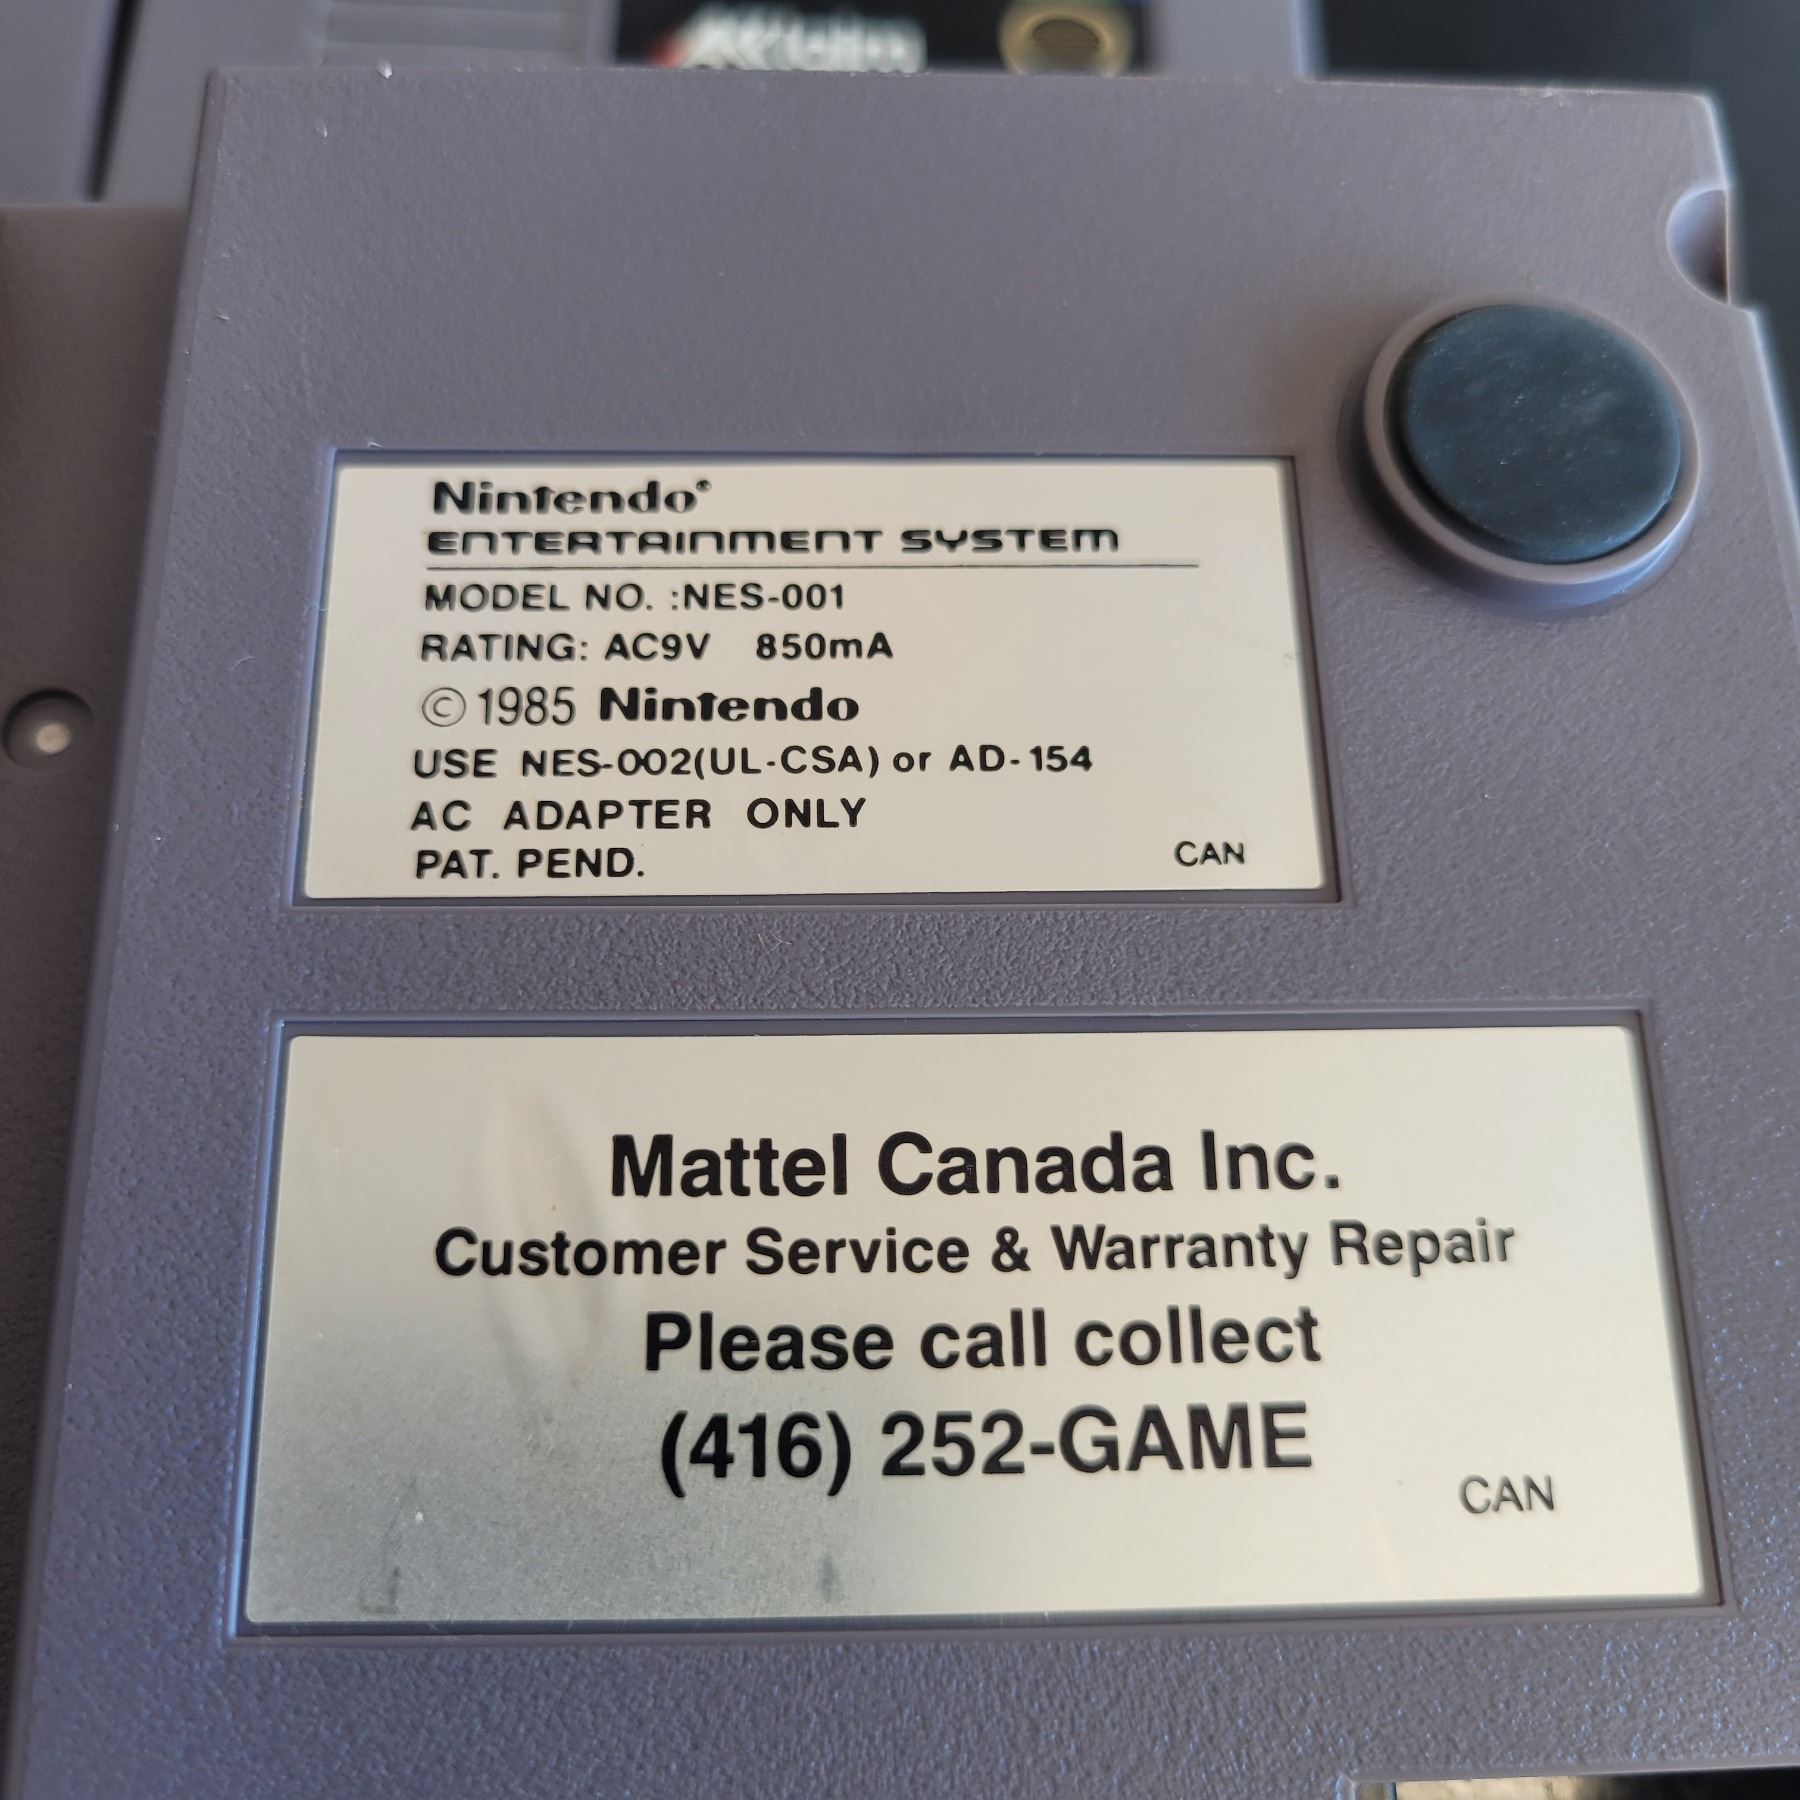 Nintendo®
ENTERTAINMENT SYSTEM
MODEL NO. :NES-001
RATING: AC9V 850mA
© 1985 Nintendo
USE NES-002(UL-CSA) or AD-154
AC ADAPTER ONLY
PAT. PEND.
CAN
Mattel Canada Inc.
Customer Service & Warranty Repair
Please call collect
(416) 252-GAME
CAN